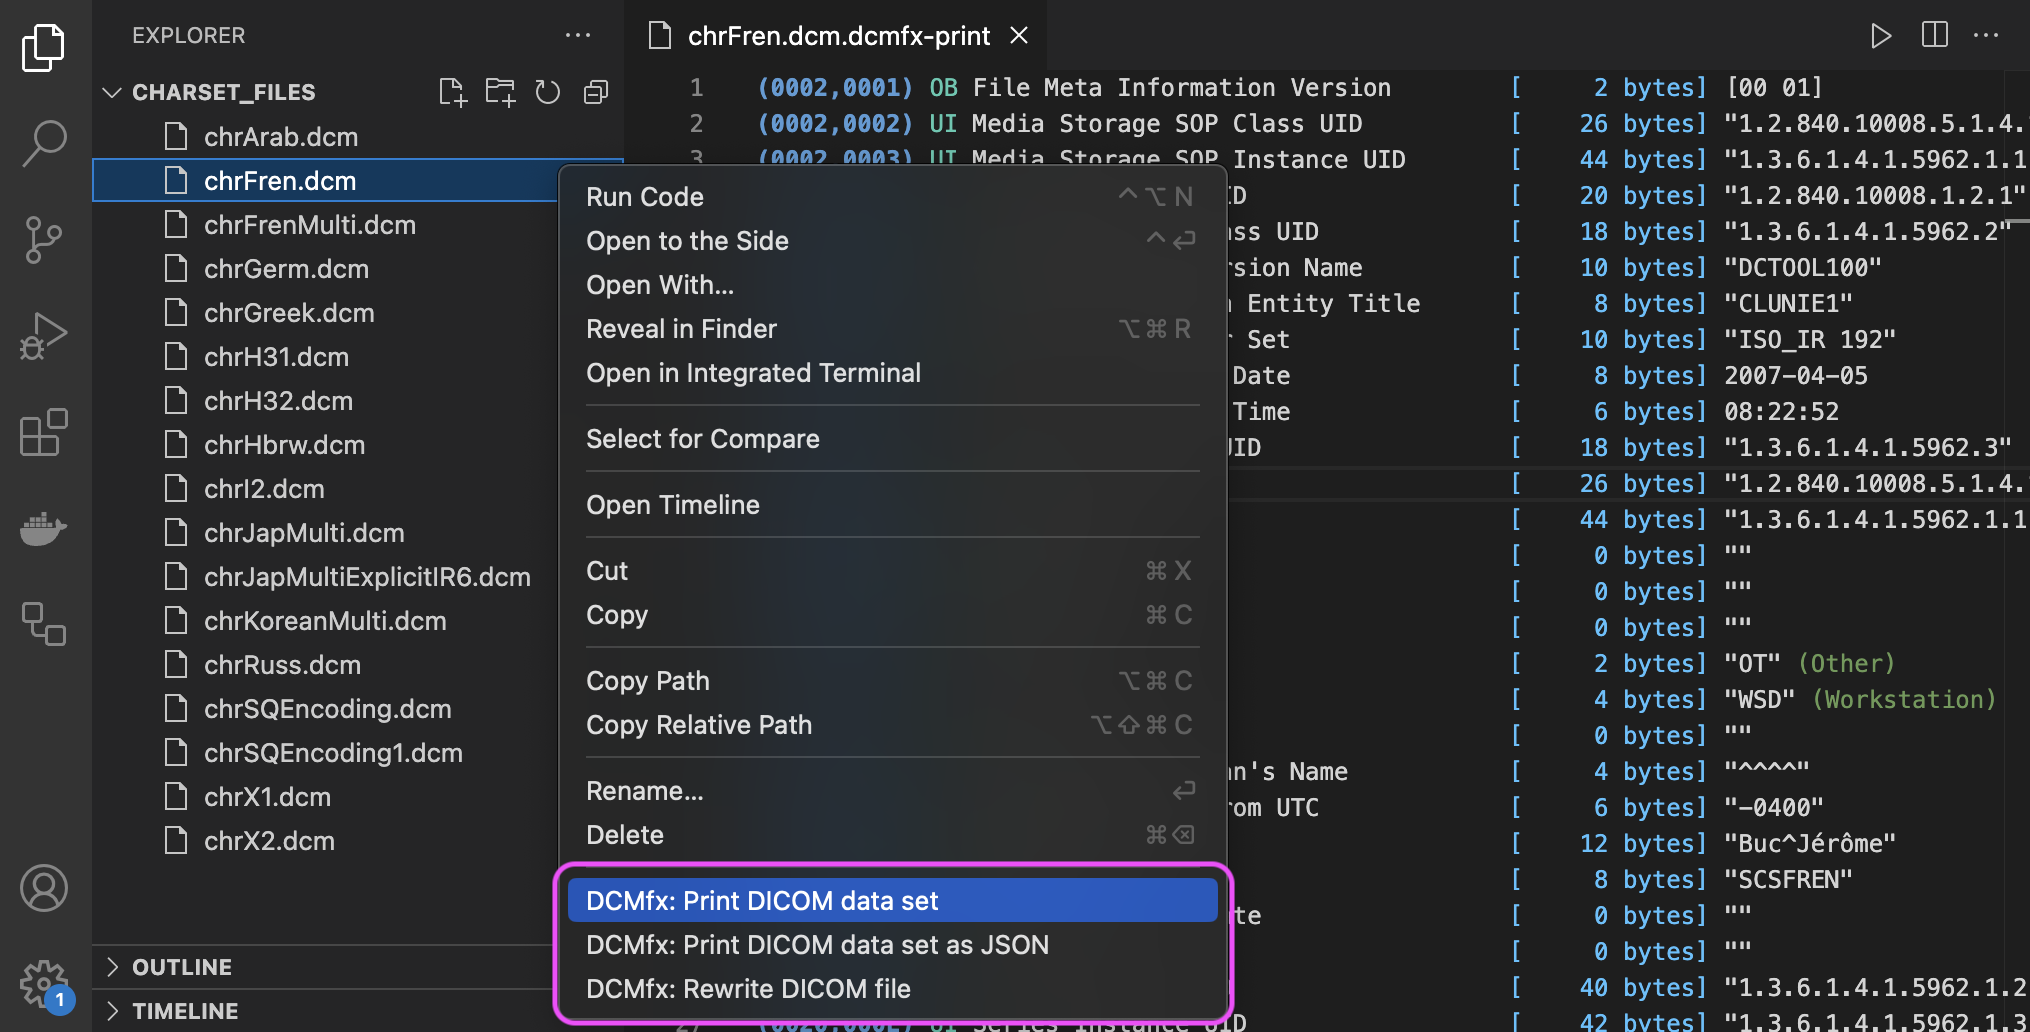 EXPLORER
CHARSET_FILES
chrArab.dcm
chrFren.dcm
chrFrenMulti.dcm
chrGerm.dcm
chrGreek.dcm
chrH31.dcm
chrH32.dcm
chrHbrw.dcm
chrI2.dcm
chrJapMulti.dcm
chrJapMultiExplicitIR6.dcm
chrKoreanMulti.dcm
chrRuss.dcm
chrSQEncoding.dcm
chrSQEncoding1.dcm
chrX1.dcm
chrX2.dcm
OUTLINE
TIMELINE
1
chrFren.dcm.dcmfx-print
1 (0002,0001) OB File Meta Information Version [ 2 bytes] [00 01]
2 (0002,0002) UI Media Storage SOP Class UID [ 26 bytes] "1.2.840.10008.5.1.4.
3 (0002,0003) UI Media Storage SOP Instance UID [ 44 bytes] "1.3.6.1.4.1.5962.1.1
ID [ 20 bytes] "1.2.840.10008.1.2.1"
ass UID [ 18 bytes] "1.3.6.1.4.1.5962.2"
rsion Name [ 10 bytes] "DCTOOL100"
n Entity Title [ 8 bytes] "CLUNIE1"
r Set [ 10 bytes] "ISO_IR 192"
Date [ 8 bytes] 2007-04-05
Time [ 6 bytes] 08:22:52
UID [ 18 bytes] "1.3.6.1.4.1.5962.3"
[ 26 bytes] "1.2.840.10008.5.1.4.
[ 44 bytes] "1.3.6.1.4.1.5962.1.1
[ 0 bytes] ""
[ 0 bytes] ""
[ 0 bytes] ""
[ 2 bytes] "OT" (Other)
[ 4 bytes] "WSD" (Workstation)
[ 0 bytes] ""
an's Name [ 4 bytes] "^^^^"
rom UTC [ 6 bytes] "-0400"
[ 12 bytes] "Buc^Jérôme"
[ 8 bytes] "SCSFREN"
te [ 0 bytes] ""
[ 0 bytes] ""
[ 40 bytes] "1.3.6.1.4.1.5962.1.2
27 (0020,000E) UI Series Instance UID [ 42 bytes] "1.3.6.1.4.1.5962.1.3
Run Code ^⌥N
Open to the Side ^↩
Open With...
Reveal in Finder ⌥⌘R
Open in Integrated Terminal
Select for Compare
Open Timeline
Cut ⌘X
Copy ⌘C
Copy Path ⌥⌘C
Copy Relative Path ⌥⇧⌘C
Rename... ↩
Delete ⌘⌫
DCMfx: Print DICOM data set
DCMfx: Print DICOM data set as JSON
DCMfx: Rewrite DICOM file